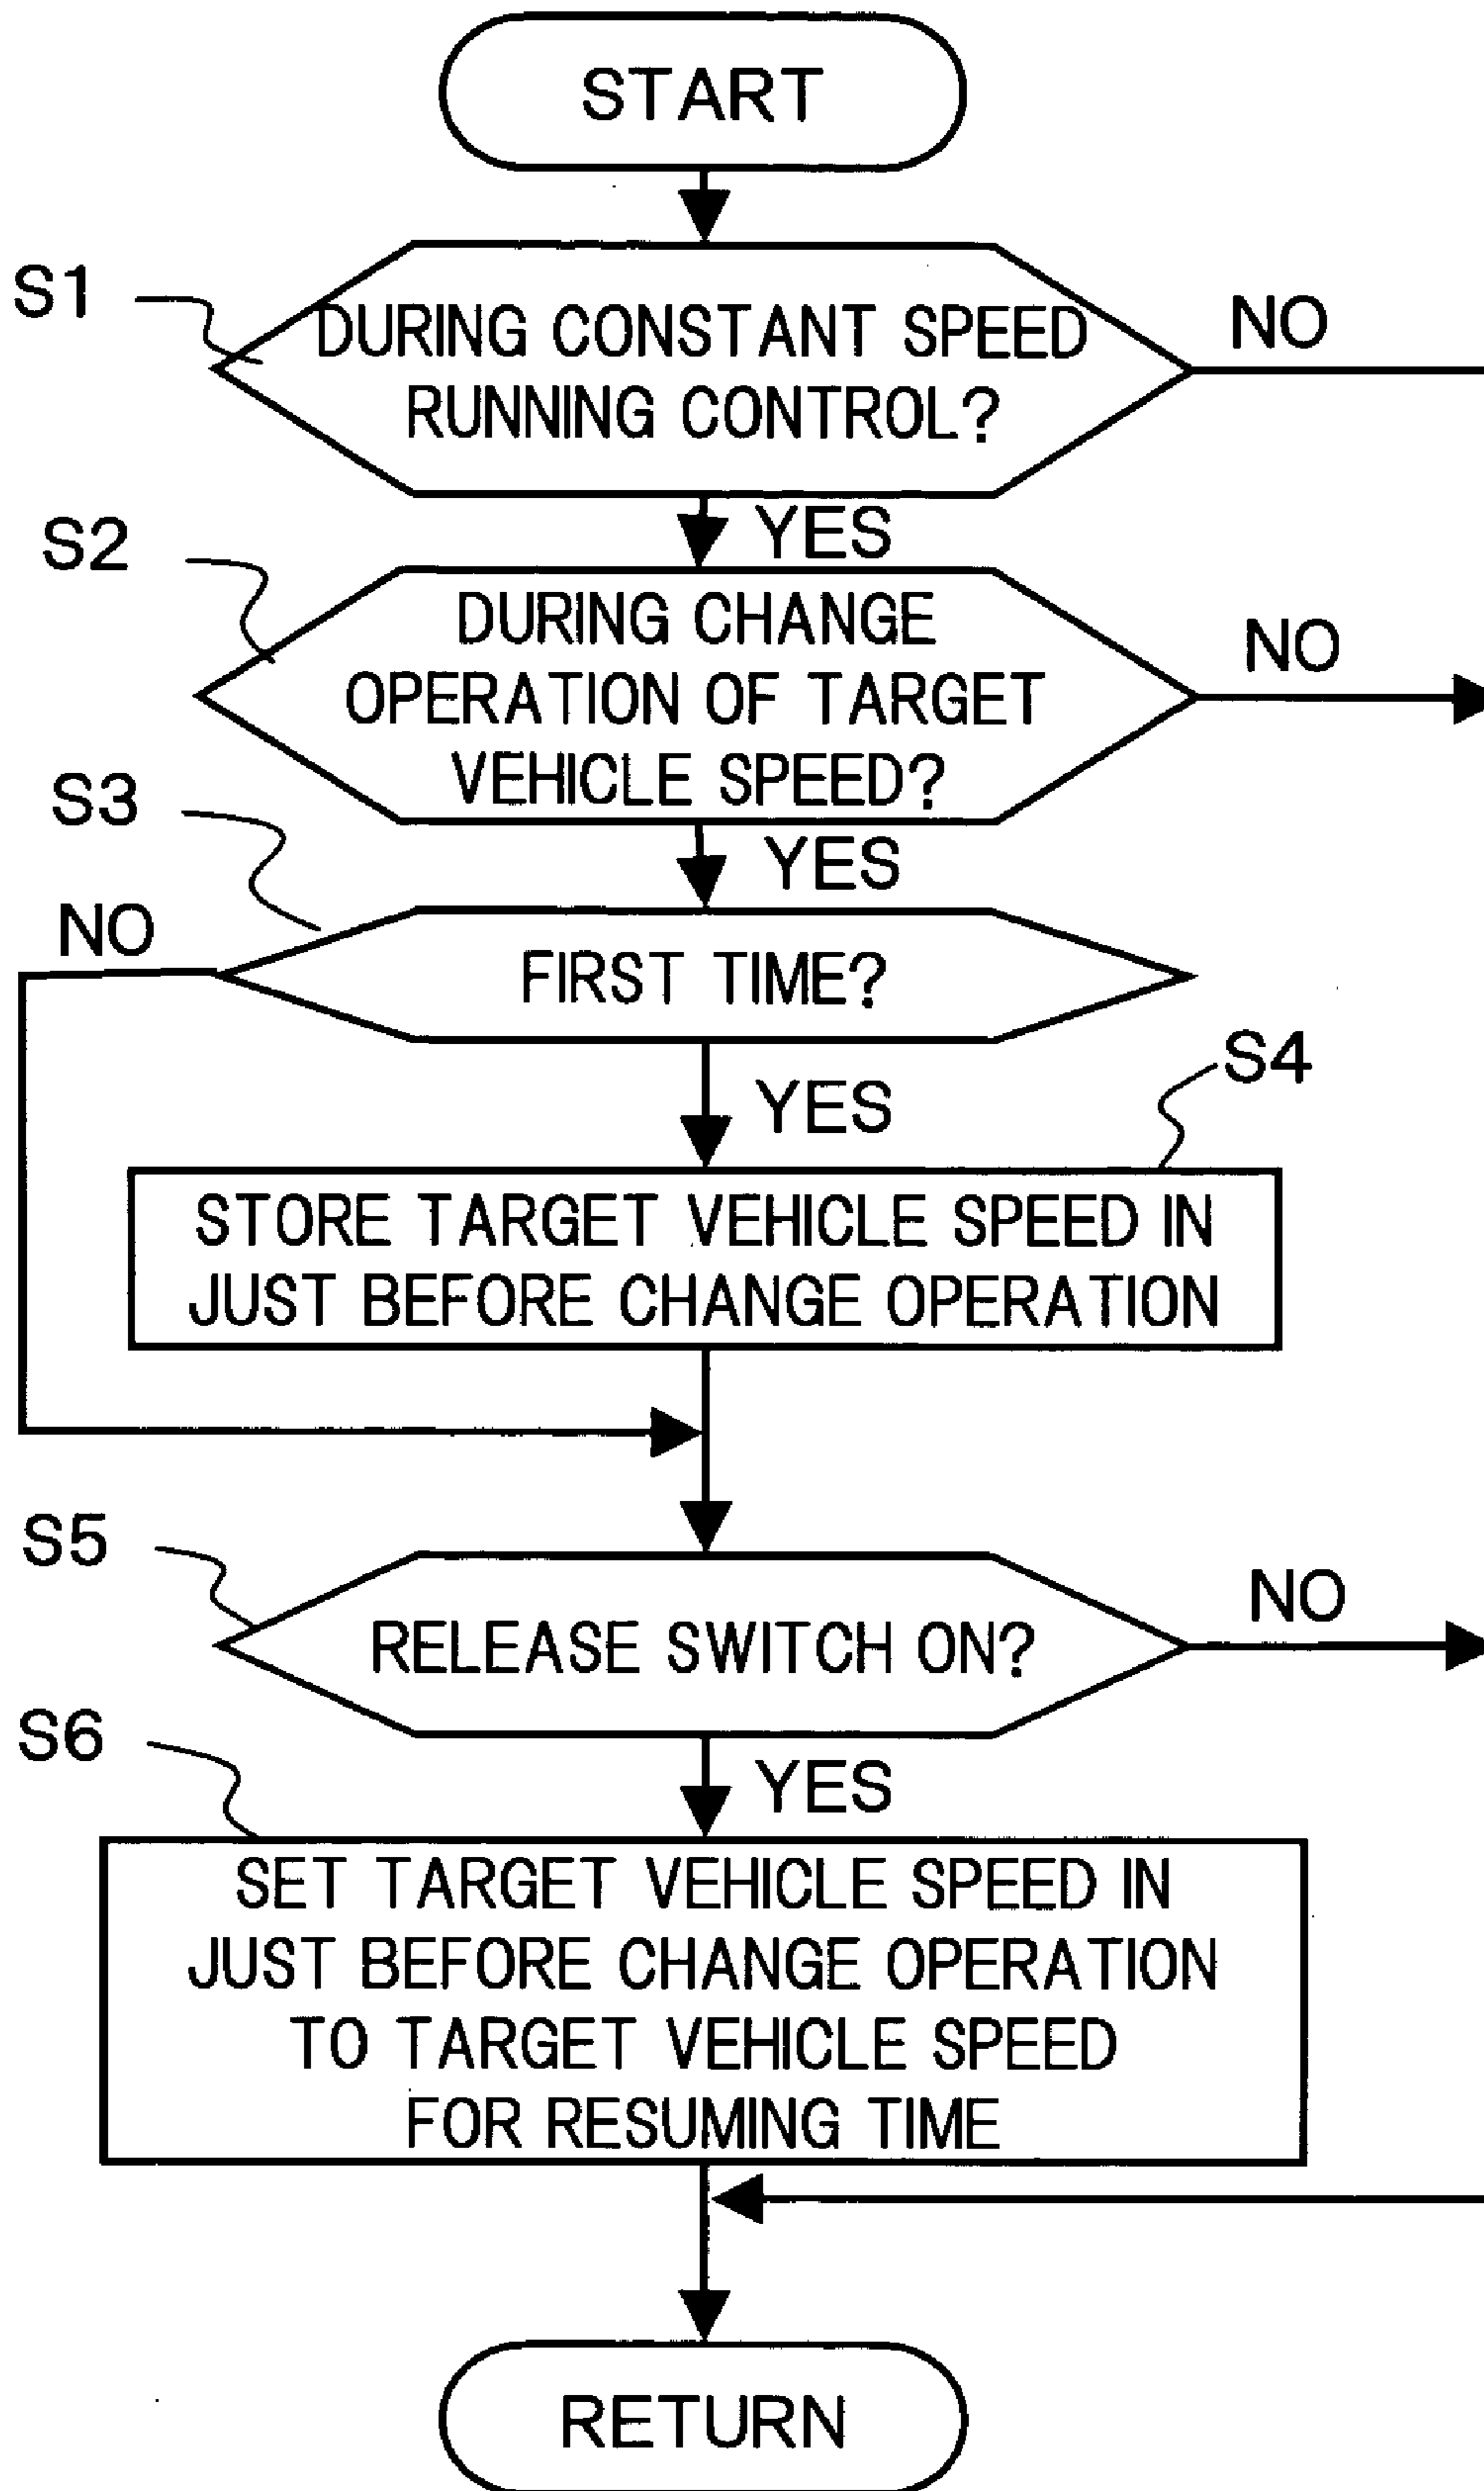 START
S1
DURING CONSTANT SPEED
RUNNING CONTROL?
NO
YES
S2
DURING CHANGE
OPERATION OF TARGET
VEHICLE SPEED?
NO
YES
S3
NO
FIRST TIME?
YES
S4
STORE TARGET VEHICLE SPEED IN
JUST BEFORE CHANGE OPERATION
S5
RELEASE SWITCH ON?
NO
YES
S6
SET TARGET VEHICLE SPEED IN
JUST BEFORE CHANGE OPERATION
TO TARGET VEHICLE SPEED
FOR RESUMING TIME
RETURN